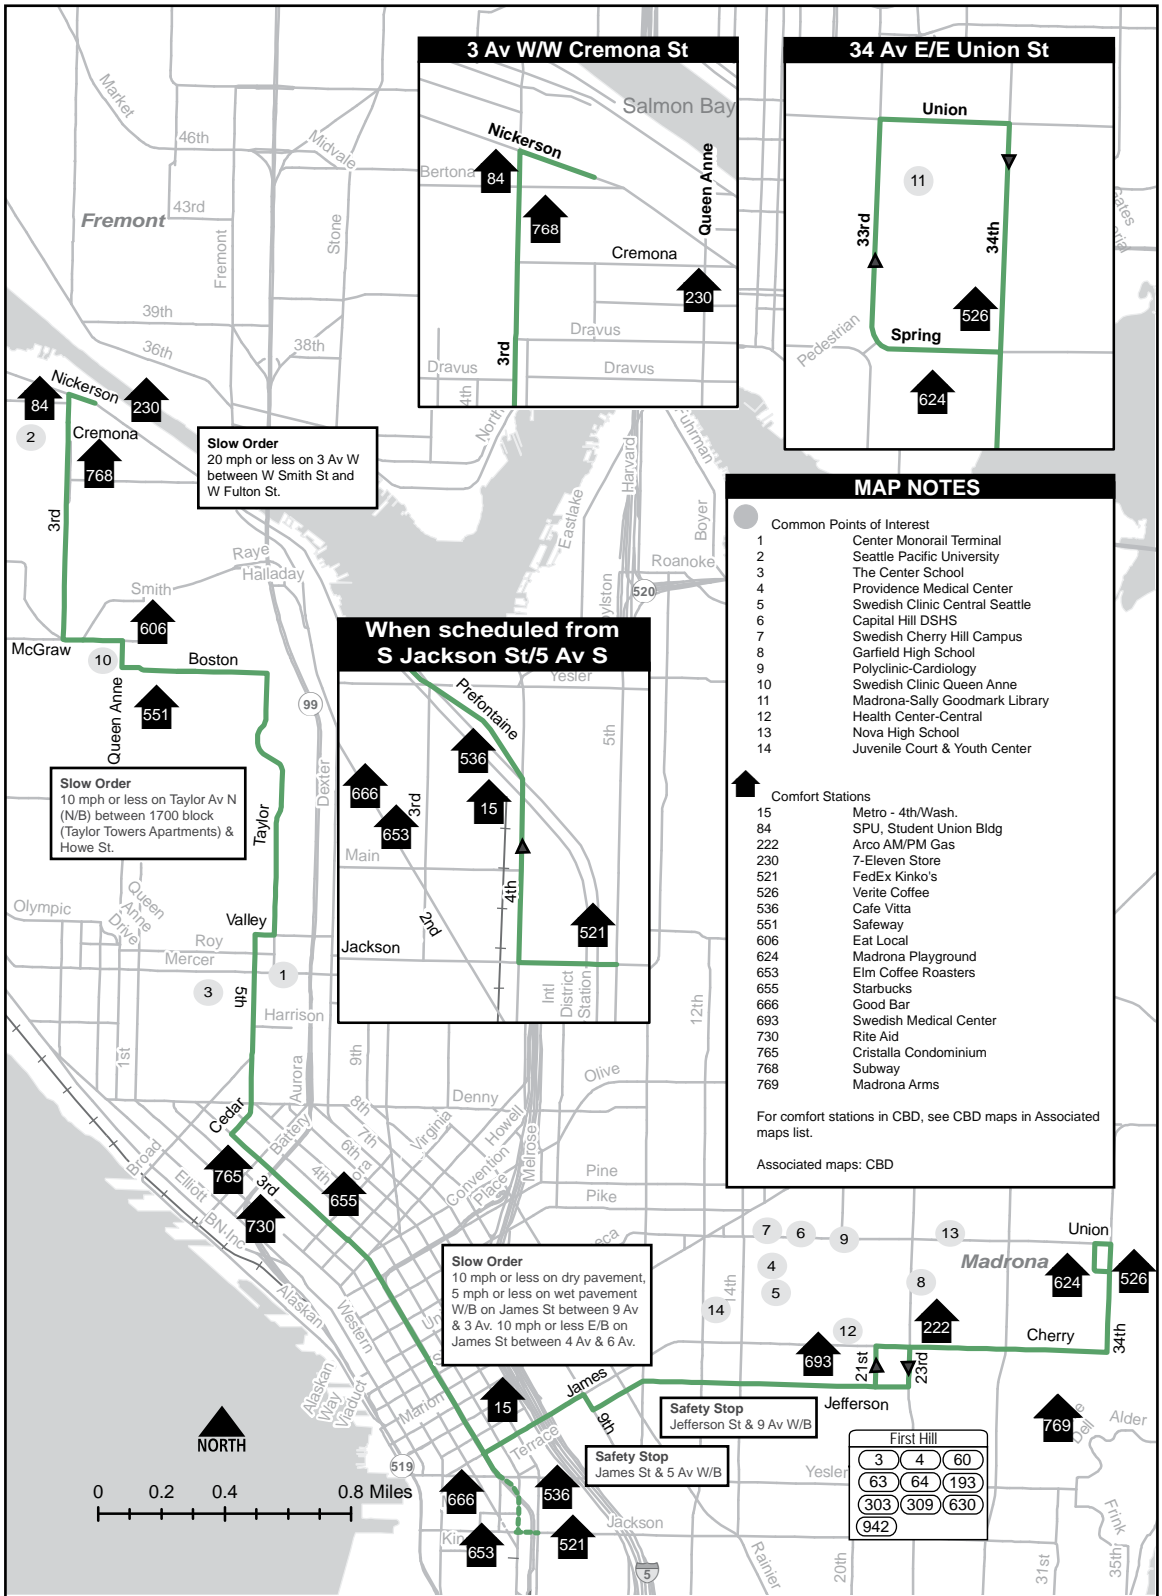 3 Av W/W Cremona St
Salmon Bay
Nickerson
Bertona
84
768
Queen Anne
Cremona
230
Dravus
3rd
Dravus
Dravus
4th
34 Av E/E Union St
Union
11
33rd
34th
526
Pedestrian
Spring
624
Market
46th
Midvale
43rd
Fremont
Fremont
Stone
39th
36th
38th
Nickerson
84
230
2
Cremona
768
3rd
North
Slow Order
20 mph or less on 3 Av W
between W Smith St and
W Fulton St.
Fuhrman
Harvard
Eastlake
Boyer
Roanoke
520
Raye
Halladay
Smith
606
McGraw
10
Boston
Queen Anne
551
99
Dexter
Slow Order
10 mph or less on Taylor Av N
(N/B) between 1700 block
(Taylor Towers Apartments) &
Howe St.
Taylor
When scheduled from
S Jackson St/5 Av S
Yesler
Prefontaine
5th
536
666
3rd
15
653
Main
4th
2nd
521
Jackson
Intl
District
Station
MAP NOTES
Common Points of Interest
1 Center Monorail Terminal
2 Seattle Pacific University
3 The Center School
4 Providence Medical Center
5 Swedish Clinic Central Seattle
6 Capital Hill DSHS
7 Swedish Cherry Hill Campus
8 Garfield High School
9 Polyclinic-Cardiology
10 Swedish Clinic Queen Anne
11 Madrona-Sally Goodmark Library
12 Health Center-Central
13 Nova High School
14 Juvenile Court & Youth Center
Comfort Stations
15 Metro - 4th/Wash.
84 SPU, Student Union Bldg
222 Arco AM/PM Gas
230 7-Eleven Store
521 FedEx Kinko's
526 Verite Coffee
536 Cafe Vitta
551 Safeway
606 Eat Local
624 Madrona Playground
653 Elm Coffee Roasters
655 Starbucks
666 Good Bar
693 Swedish Medical Center
730 Rite Aid
765 Cristalla Condominium
768 Subway
769 Madrona Arms
For comfort stations in CBD, see CBD maps in Associated
maps list.
Associated maps: CBD
Olympic
Queen
Anne
Drive
Valley
Roy
Mercer
1
3
5th
Harrison
1st
Aurora
9th
12th
Olive
Denny
Cedar
Battery
8th
7th
6th
4th
Virginia
Howell
Convention
Place
Melrose
Broad
Elliott
765
3rd
655
730
BN-Inc
Alaskan
Western
Pine
Pike
Slow Order
10 mph or less on dry pavement,
5 mph or less on wet pavement
W/B on James St between 9 Av
& 3 Av. 10 mph or less E/B on
James St between 4 Av & 6 Av.
7
6
9
13
4
5
14
14th
8
12
Union
Madrona
624
526
222
Cherry
34th
693
21st
23rd
James
9th
Jefferson
Alaskan
Way
Viaduct
Marion
15
Terrace
Safety Stop
Jefferson St & 9 Av W/B
Safety Stop
James St & 5 Av W/B
NORTH
0 0.2 0.4 0.8 Miles
519
666
536
653
521
Jackson
Yesler
First Hill
3 4 60
63 64 193
303 309 630
942
769
Dell
Alder
Frink
5
Rainier
20th
31st
35th